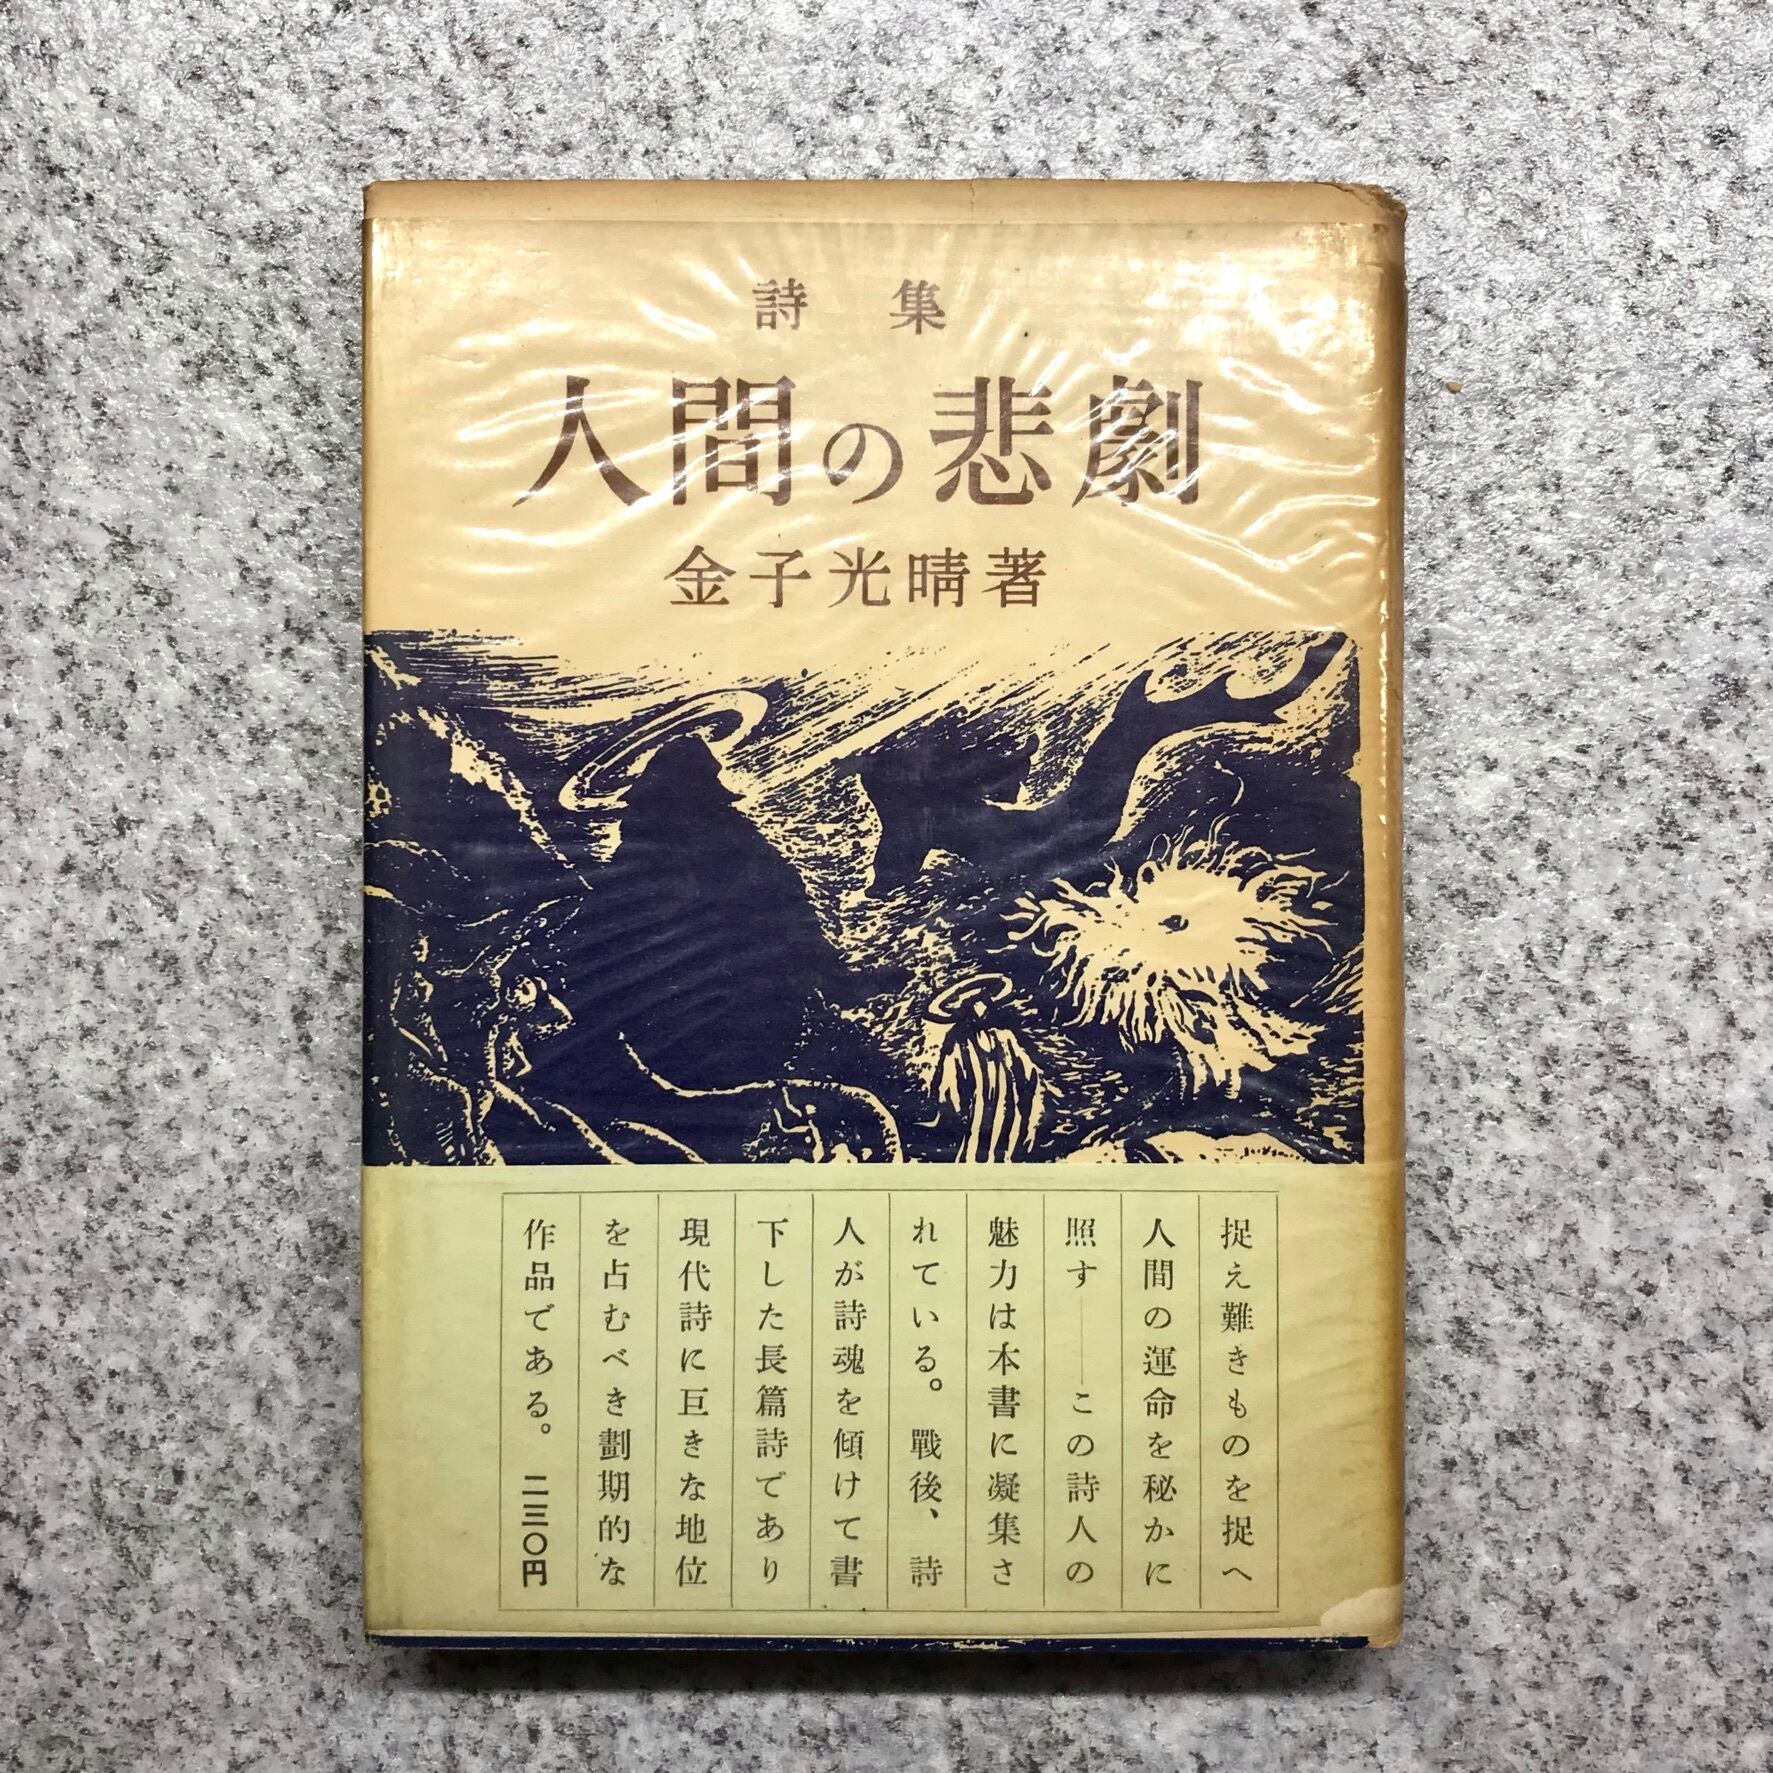 詩集
人間の悲劇
金子光晴著
捉え難きものを捉へ
人間の運命を秘かに
照す――この詩人の
魅力は本書に凝集さ
れている。戰後、詩
人が詩魂を傾けて書
下した長篇詩であり
現代詩に巨きな地位
を占むべき劃期的な
作品である。 二三〇円